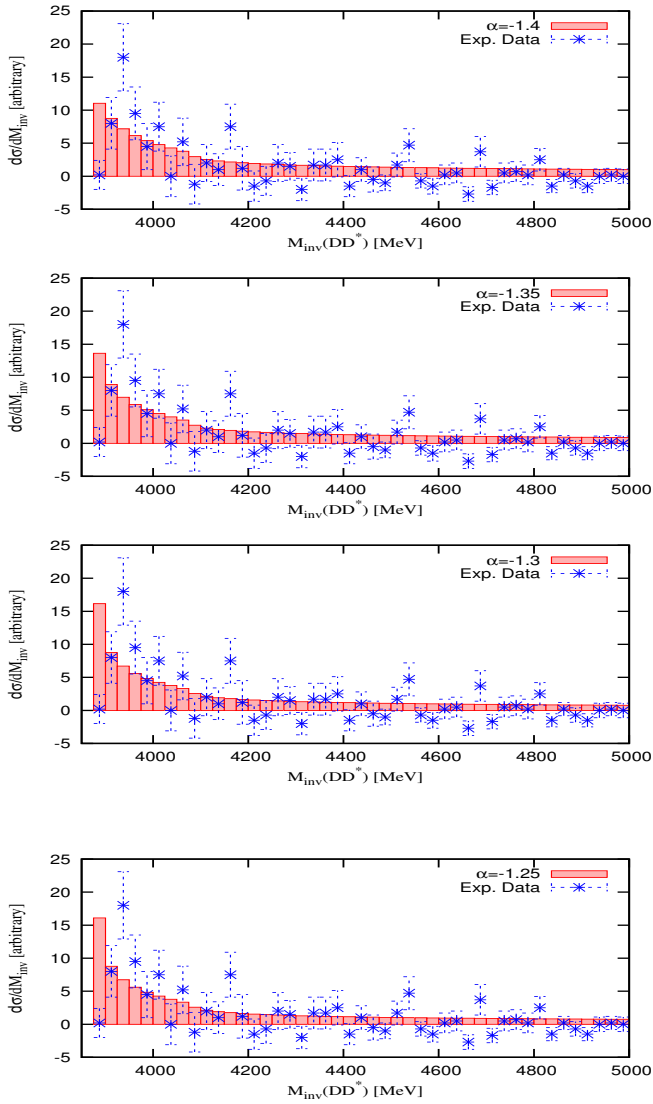 25
20
15
10
5
0
-5
dσ/dM_inv [arbitrary]
α=-1.4
Exp. Data
4000 4200 4400 4600 4800 5000
M_inv(DD*) [MeV]
25
20
15
10
5
0
-5
dσ/dM_inv [arbitrary]
α=-1.35
Exp. Data
4000 4200 4400 4600 4800 5000
M_inv(DD*) [MeV]
25
20
15
10
5
0
-5
dσ/dM_inv [arbitrary]
α=-1.3
Exp. Data
4000 4200 4400 4600 4800 5000
M_inv(DD*) [MeV]
25
20
15
10
5
0
-5
dσ/dM_inv [arbitrary]
α=-1.25
Exp. Data
4000 4200 4400 4600 4800 5000
M_inv(DD*) [MeV]